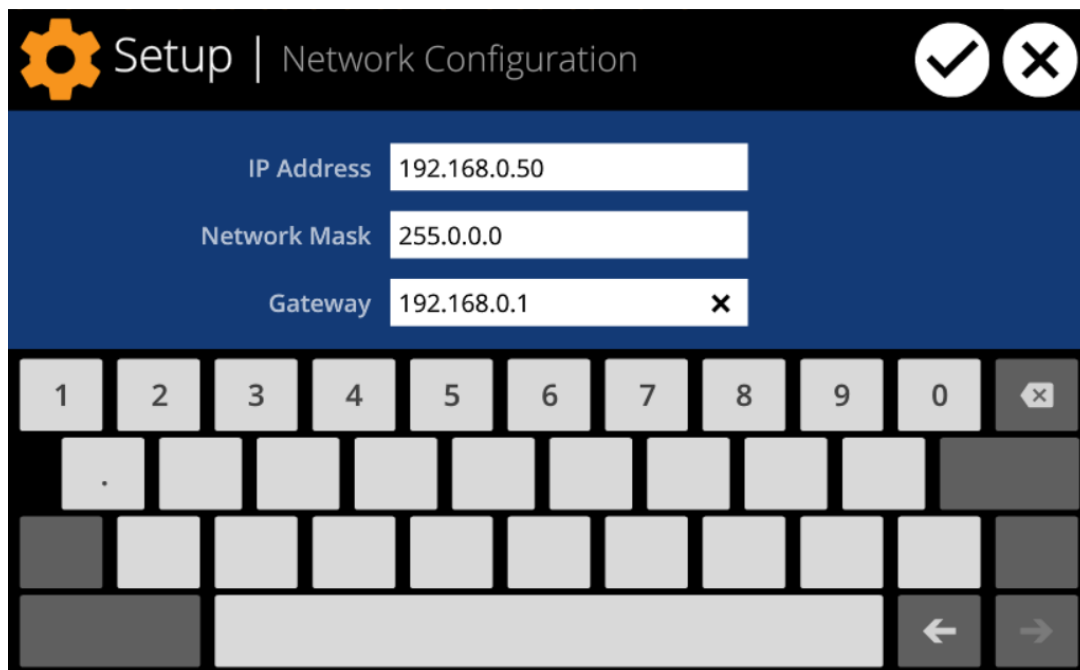 Setup | Network Configuration
IP Address 192.168.0.50
Network Mask 255.0.0.0
Gateway 192.168.0.1
1 2 3 4 5 6 7 8 9 0
.